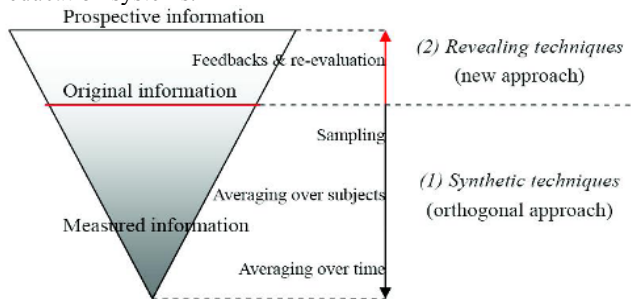 Prospective information
Feedbacks & re-evaluation
(2) Revealing techniques
(new approach)
Original information
Sampling
Averaging over subjects
(1) Synthetic techniques
(orthogonal approach)
Measured information
Averaging over time